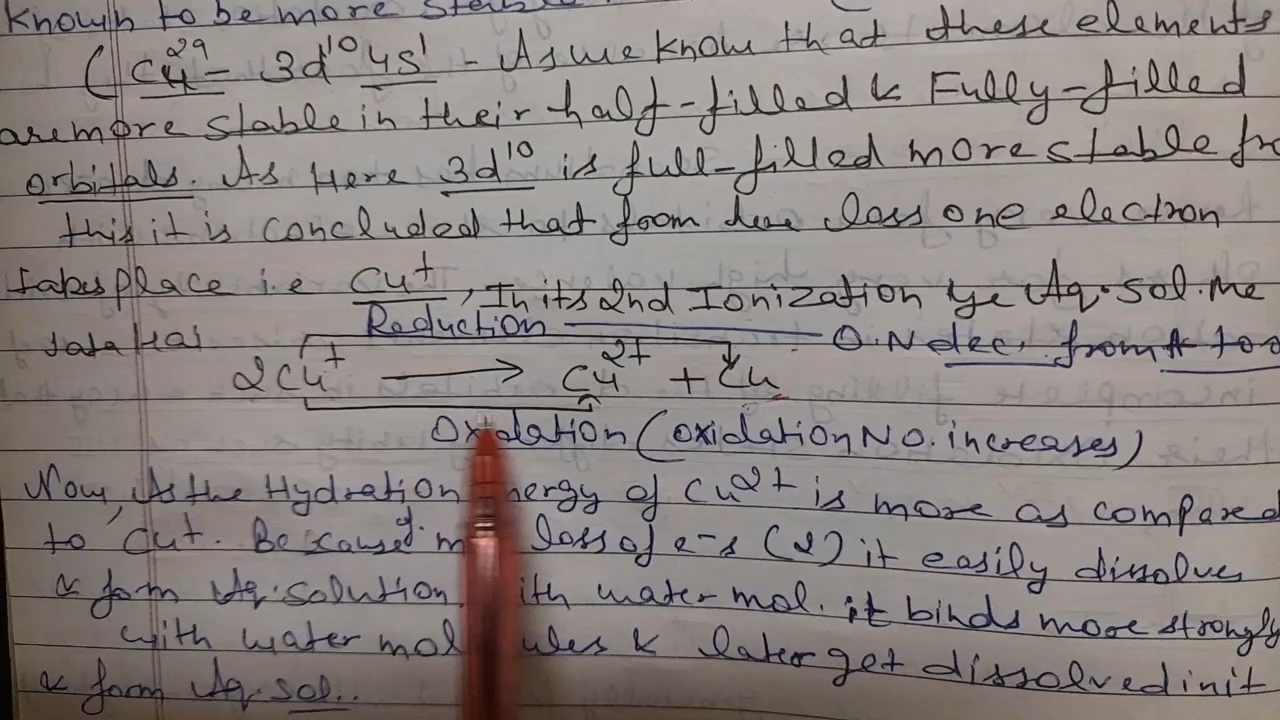 Known to be more stable
(Cu²⁹ - 3d¹⁰ 4s¹ - As we know that these elements
are more stable in their half-filled & Fully-filled
orbitals. As Here 3d¹⁰ is full-filled more stable
this it is concluded that from loss one electron
takes place i.e Cu⁺, In its 2nd Ionization ye Aq. sol. me
Reduction
O.N dec. from to
2Cu⁺ ⟶ Cu²⁺ + Cu
Oxidation (oxidation NO. increases)
Now, As the Hydration Energy of Cu²⁺ is more as compared
to Cu⁺. Because of loss of e-s (2) it easily dissolves
& form Aq. solution. with water mol. it binds more strongly
with water molecules & later get dissolved in it
& form Aq. sol..